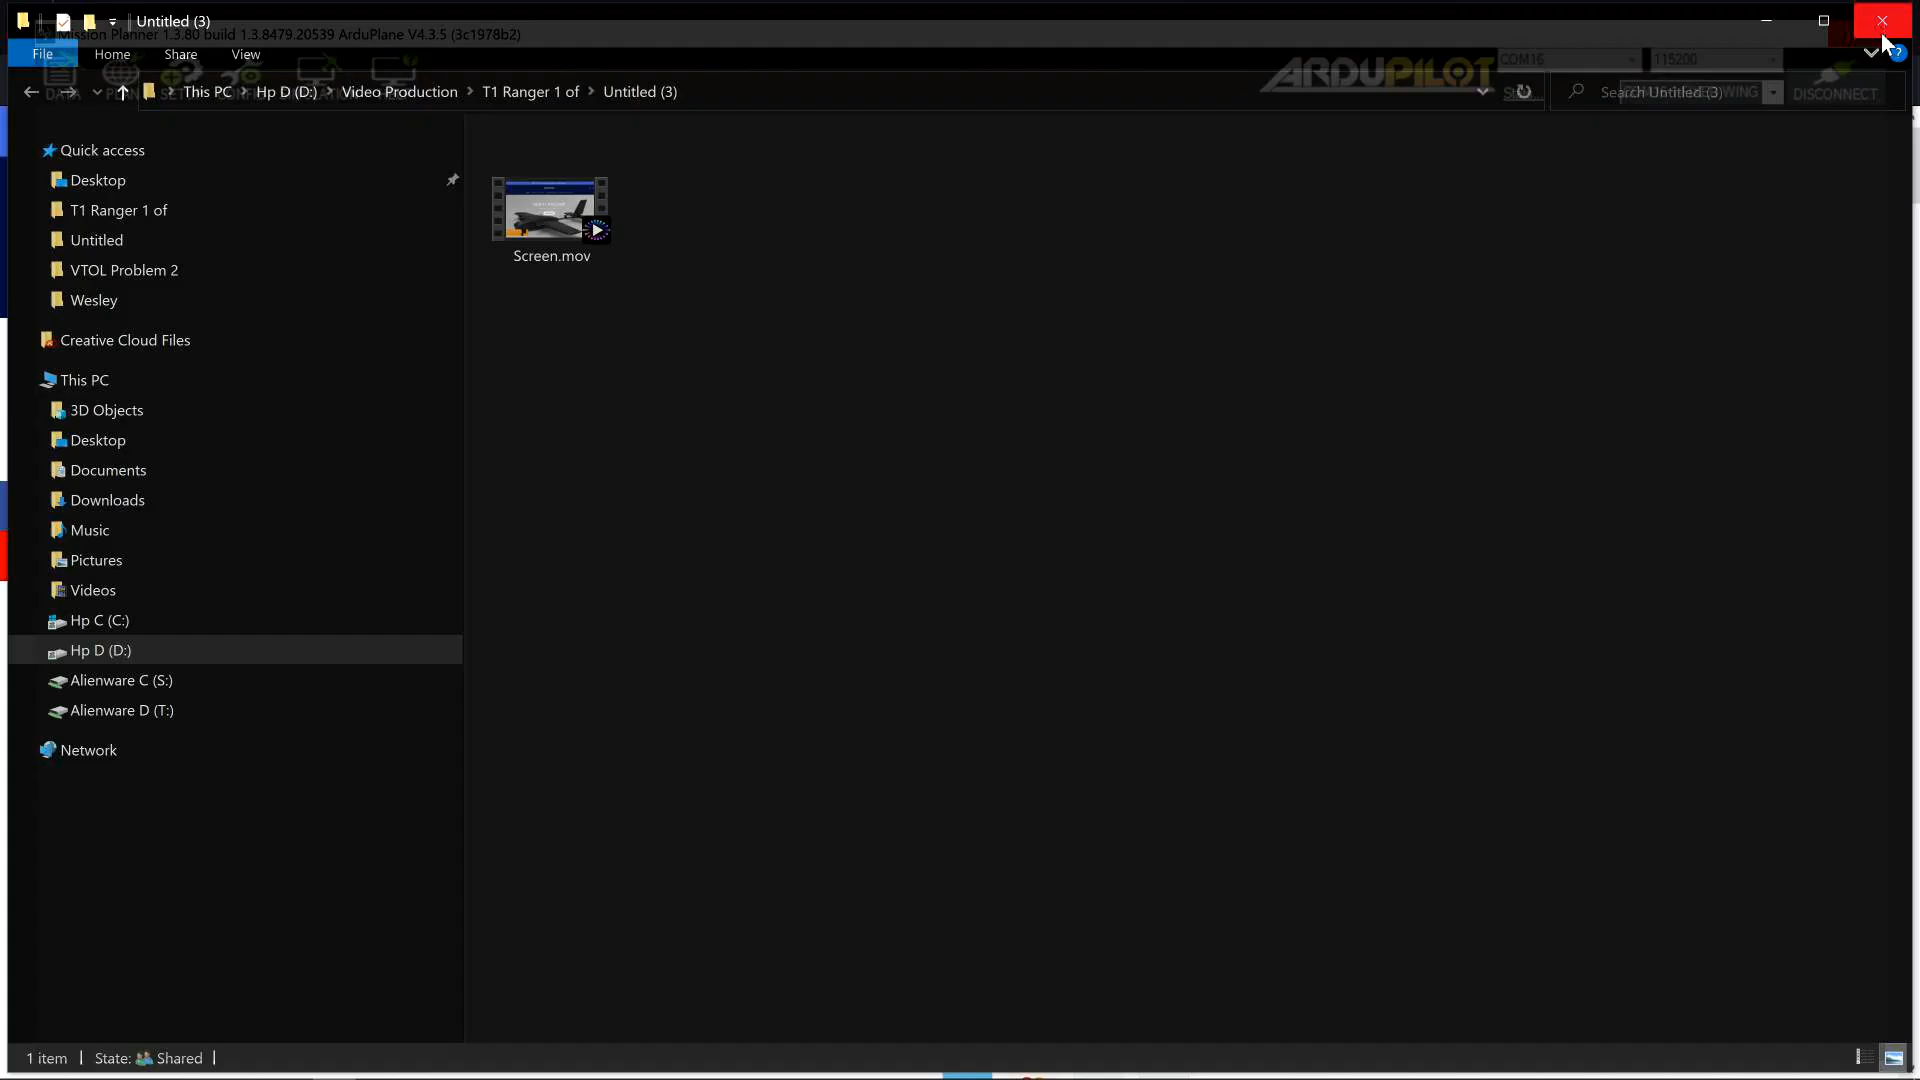 Untitled (3)
Mission Planner 1.3.80 build 1.3.8479.20539 ArduPlane V4.3.5 (3c1978b2)
File Home Share View
COM16 115200
ARDUPILOT
This PC > Hp D (D:) > Video Production > T1 Ranger 1 of > Untitled (3)
Search Untitled (3)
DATA
DISCONNECT
Quick access
Desktop
T1 Ranger 1 of
Untitled
VTOL Problem 2
Wesley
Creative Cloud Files
This PC
3D Objects
Desktop
Documents
Downloads
Music
Pictures
Videos
Hp C (C:)
Hp D (D:)
Alienware C (S:)
Alienware D (T:)
Network
Screen.mov
1 item State: Shared